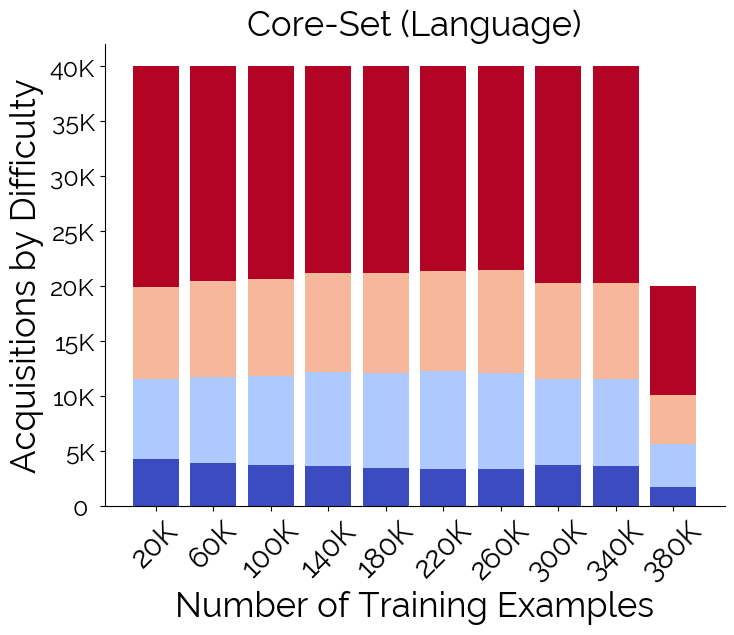 Core-Set (Language)
Acquisitions by Difficulty
40K
35K
30K
25K
20K
15K
10K
5K
0
20K
60K
100K
140K
180K
220K
260K
300K
340K
380K
Number of Training Examples